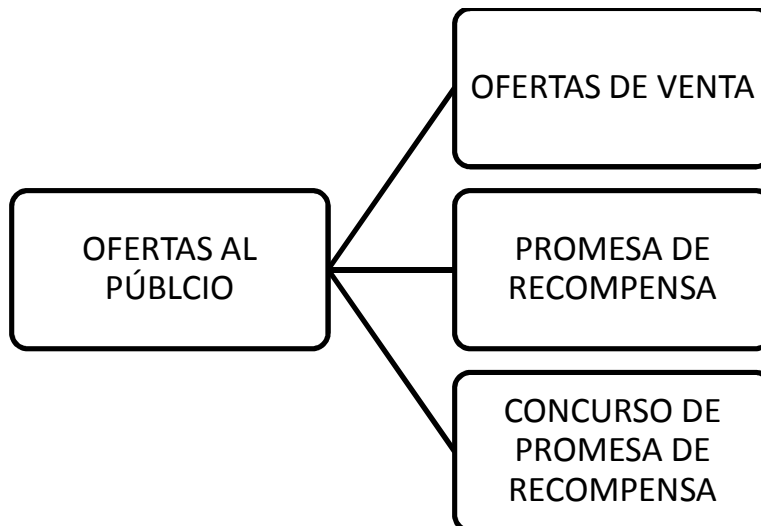 OFERTAS AL
PÚBLCIO
OFERTAS DE VENTA
PROMESA DE
RECOMPENSA
CONCURSO DE
PROMESA DE
RECOMPENSA